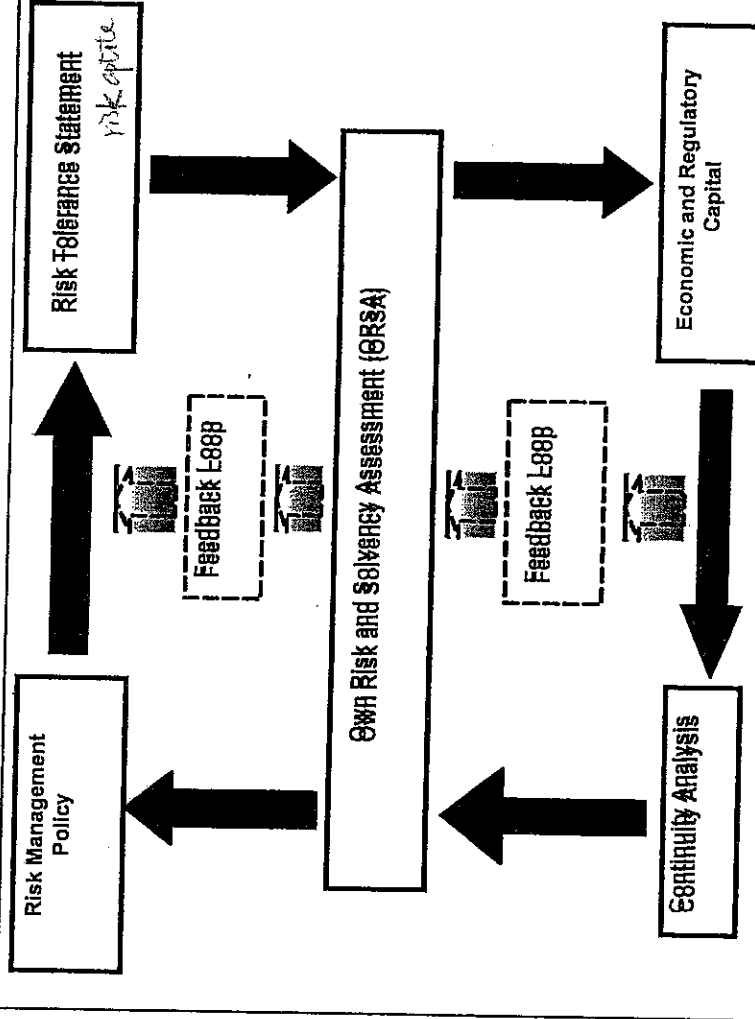 Risk Management
Policy
Risk Tolerance Statement
risk aptite
Feedback Loop
Own Risk and Solvency Assessment (ORSA)
Feedback Loop
Continuity Analysis
Economic and Regulatory
Capital